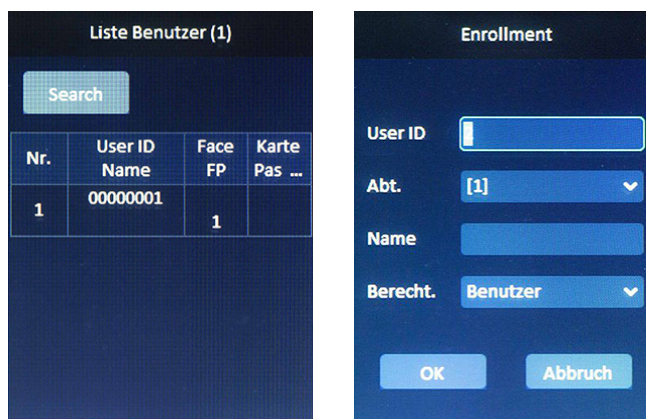 Liste Benutzer (1)
Search
Nr. User ID Name Face FP Karte Pas ...
1 00000001 1
Enrollment
User ID
Abt. [1]
Name
Berecht. Benutzer
OK Abbruch